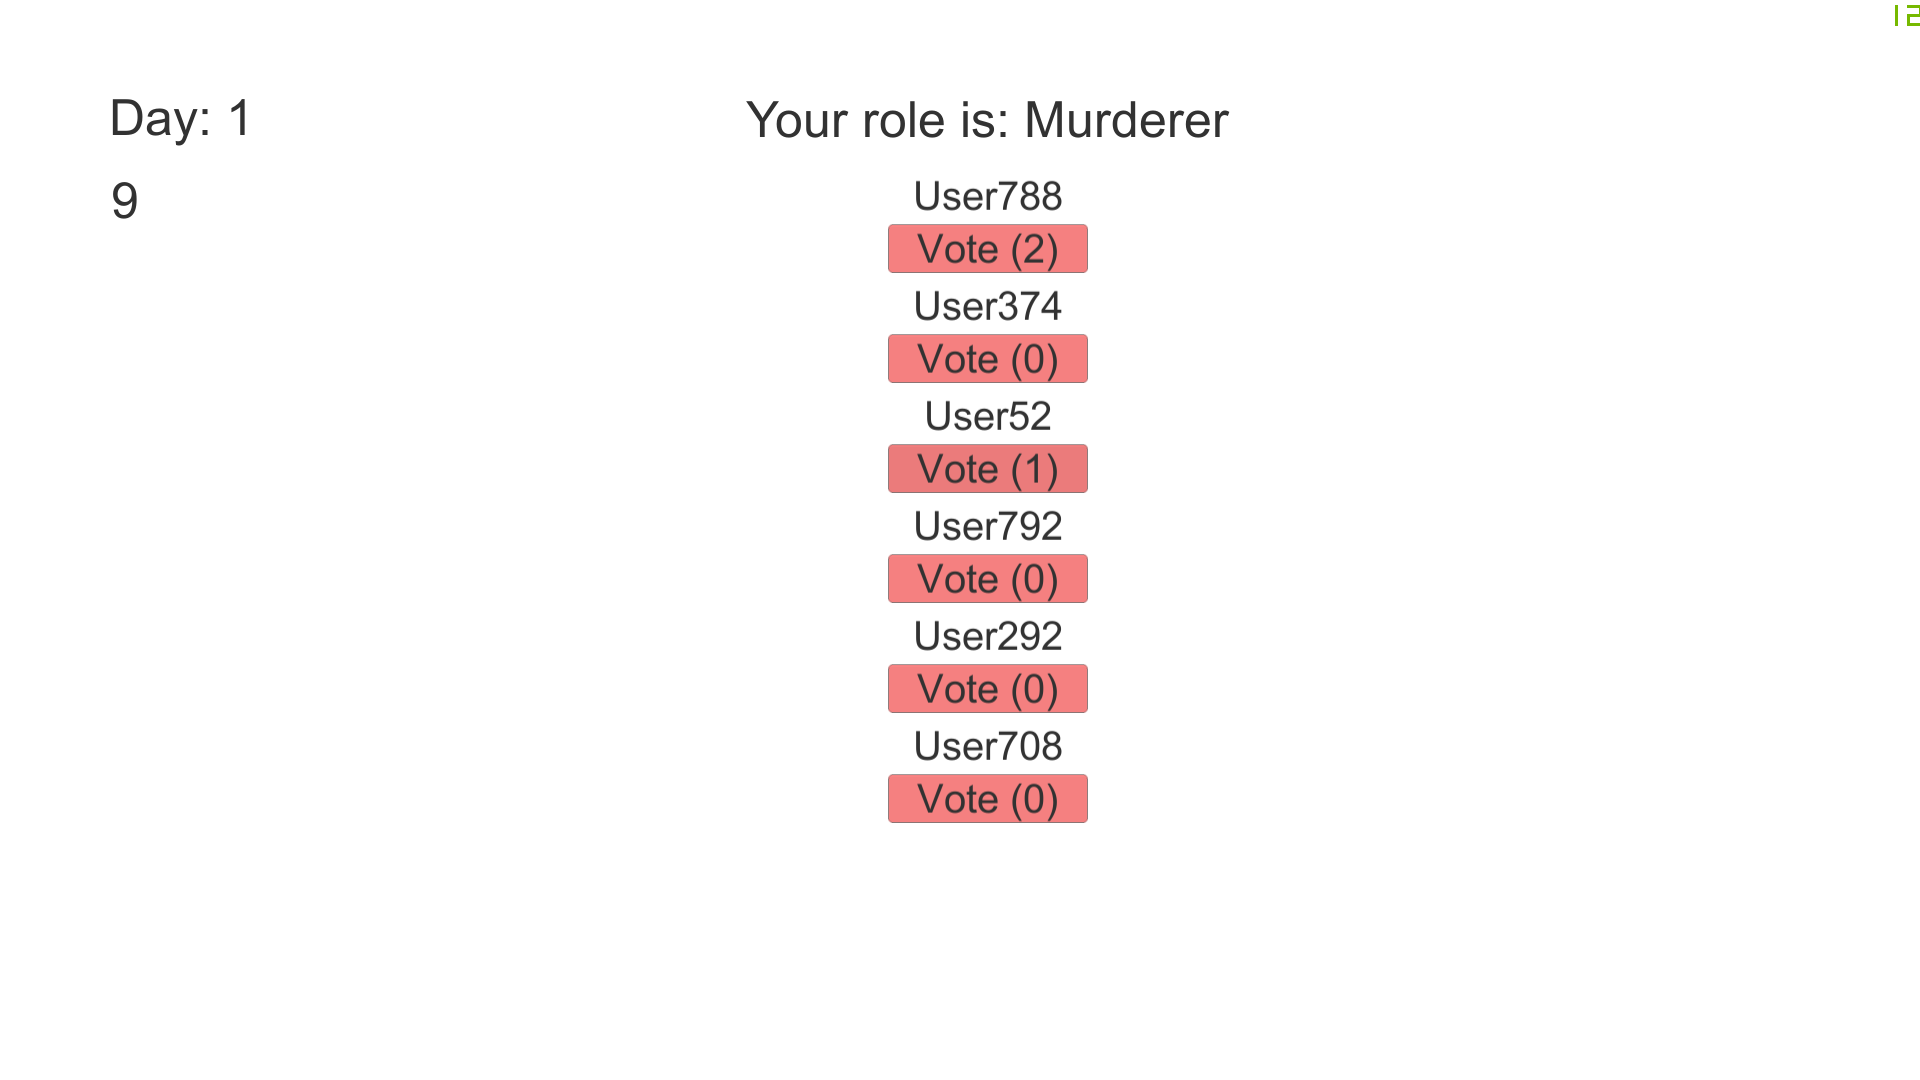 12
Day: 1
Your role is: Murderer
9
User788
Vote (2)
User374
Vote (0)
User52
Vote (1)
User792
Vote (0)
User292
Vote (0)
User708
Vote (0)